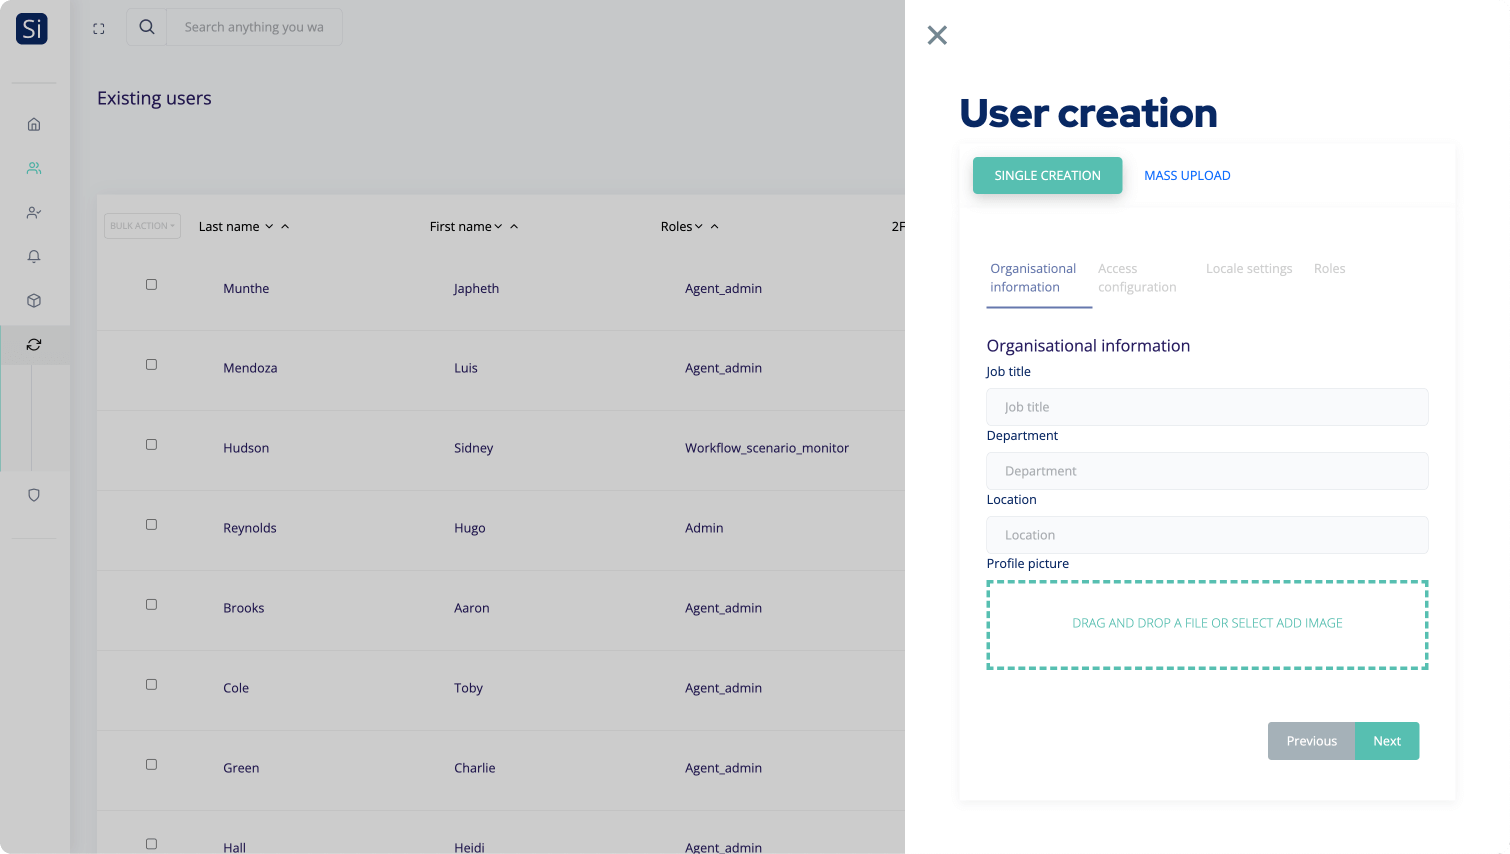 Si
Search anything you wa
Existing users
BULK ACTION
Last name
First name
Roles
2F
Munthe
Japheth
Agent_admin
Mendoza
Luis
Agent_admin
Hudson
Sidney
Workflow_scenario_monitor
Reynolds
Hugo
Admin
Brooks
Aaron
Agent_admin
Cole
Toby
Agent_admin
Green
Charlie
Agent_admin
Hall
Heidi
Agent_admin
User creation
SINGLE CREATION
MASS UPLOAD
Organisational
information
Access
configuration
Locale settings
Roles
Organisational information
Job title
Job title
Department
Department
Location
Location
Profile picture
DRAG AND DROP A FILE OR SELECT ADD IMAGE
Previous
Next